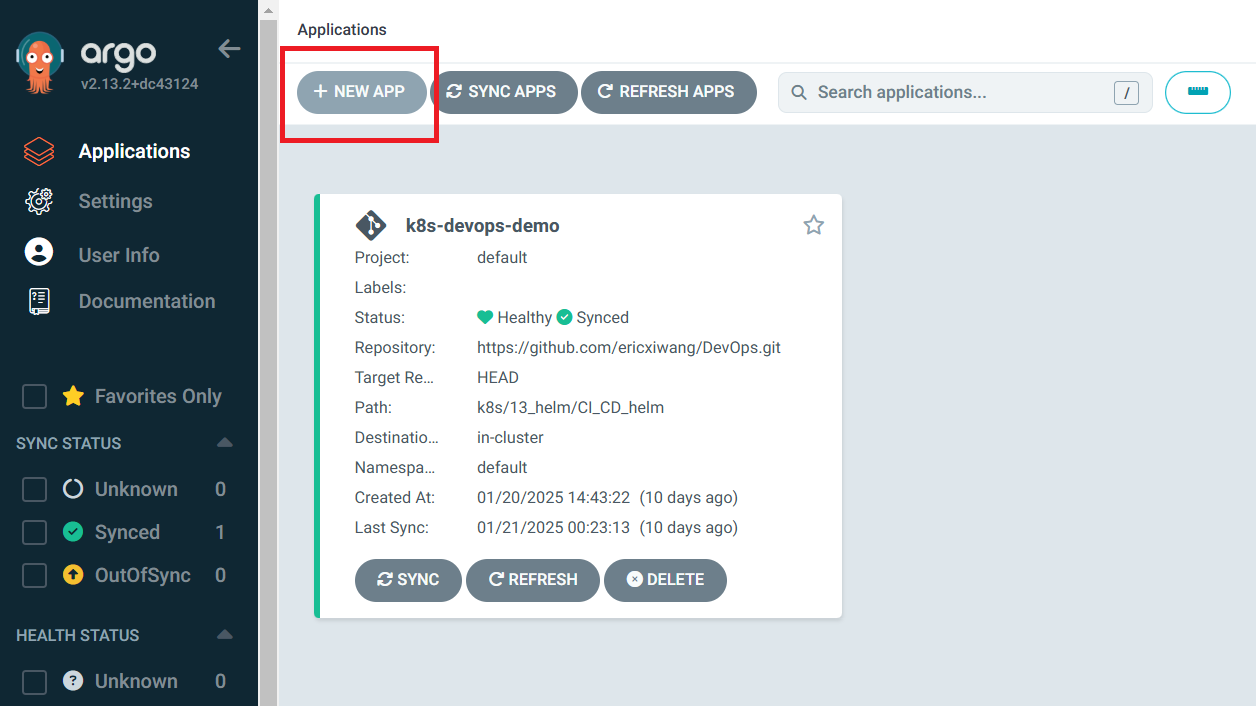 argo
v2.13.2+dc43124
Applications
Settings
User Info
Documentation
Favorites Only
SYNC STATUS
Unknown 0
Synced 1
OutOfSync 0
HEALTH STATUS
Unknown 0
Applications
+ NEW APP SYNC APPS REFRESH APPS Search applications... /
k8s-devops-demo
Project: default
Labels:
Status: Healthy Synced
Repository: https://github.com/ericxiwang/DevOps.git
Target Re... HEAD
Path: k8s/13_helm/CI_CD_helm
Destinatio... in-cluster
Namespa... default
Created At: 01/20/2025 14:43:22 (10 days ago)
Last Sync: 01/21/2025 00:23:13 (10 days ago)
SYNC REFRESH DELETE